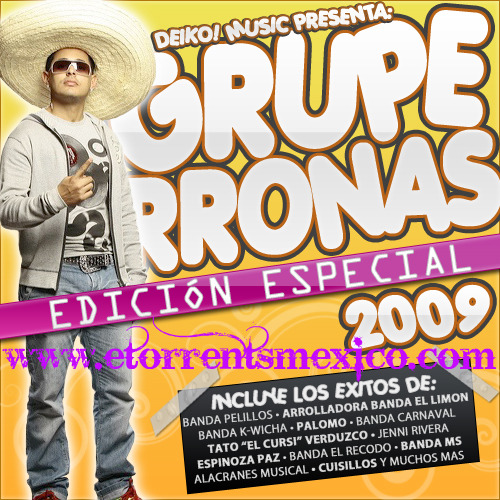 DEIKO! MUSIC PRESENTA:
GRUPE
RRONAS
EDICIÓN ESPECIAL
2009
www.etorrentsmexico.com
INCLUYE LOS EXITOS DE:
BANDA PELILLOS • ARROLLADORA BANDA EL LIMON
BANDA K-WICHA • PALOMO • BANDA CARNAVAL
TATO "EL CURSI" VERDUZCO • JENNI RIVERA
ESPINOZA PAZ • BANDA EL RECODO • BANDA MS
ALACRANES MUSICAL • CUISILLOS Y MUCHOS MAS